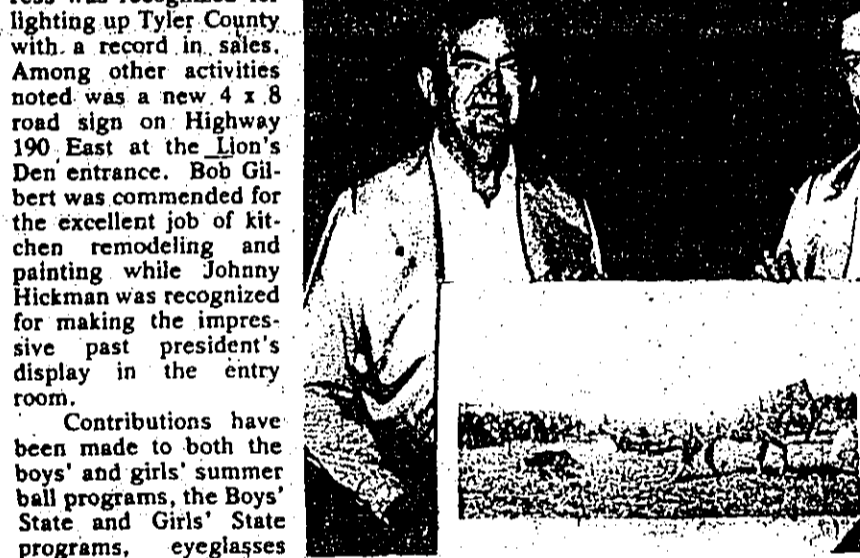 ress was recognized for
lighting up Tyler County
with a record in sales.
Among other activities
noted was a new 4 x 8
road sign on Highway
190 East at the Lion's
Den entrance. Bob Gil-
bert was commended for
the excellent job of kit-
chen remodeling and
painting while Johnny
Hickman was recognized
for making the impres-
sive past president's
display in the entry
room.
Contributions have
been made to both the
boys' and girls' summer
ball programs, the Boys'
State and Girls' State
programs, eyeglasses